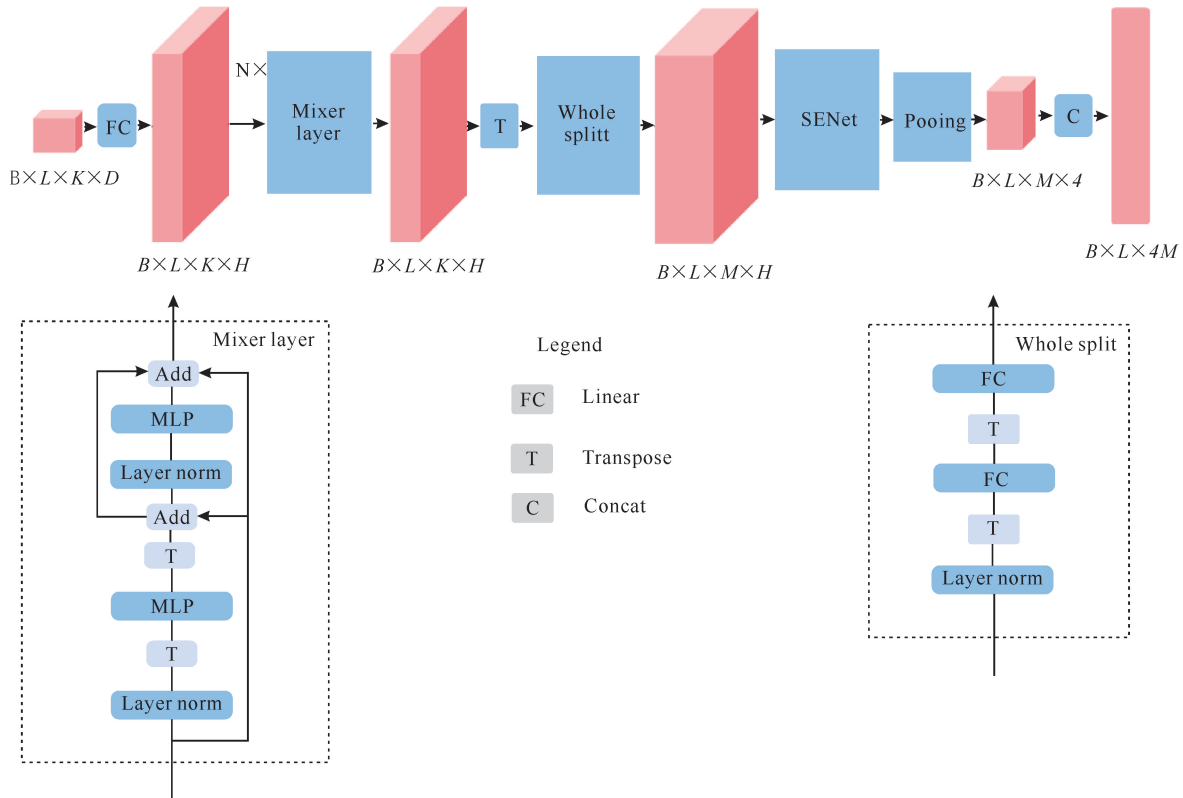 N×
FC
Mixer
layer
T
Whole
splitt
SENet
Pooing
C
B×L×K×D
B×L×K×H
B×L×K×H
B×L×M×H
B×L×M×4
B×L×4M
Mixer layer
Add
MLP
Layer norm
Add
T
MLP
T
Layer norm
Legend
FC Linear
T Transpose
C Concat
Whole split
FC
T
FC
T
Layer norm